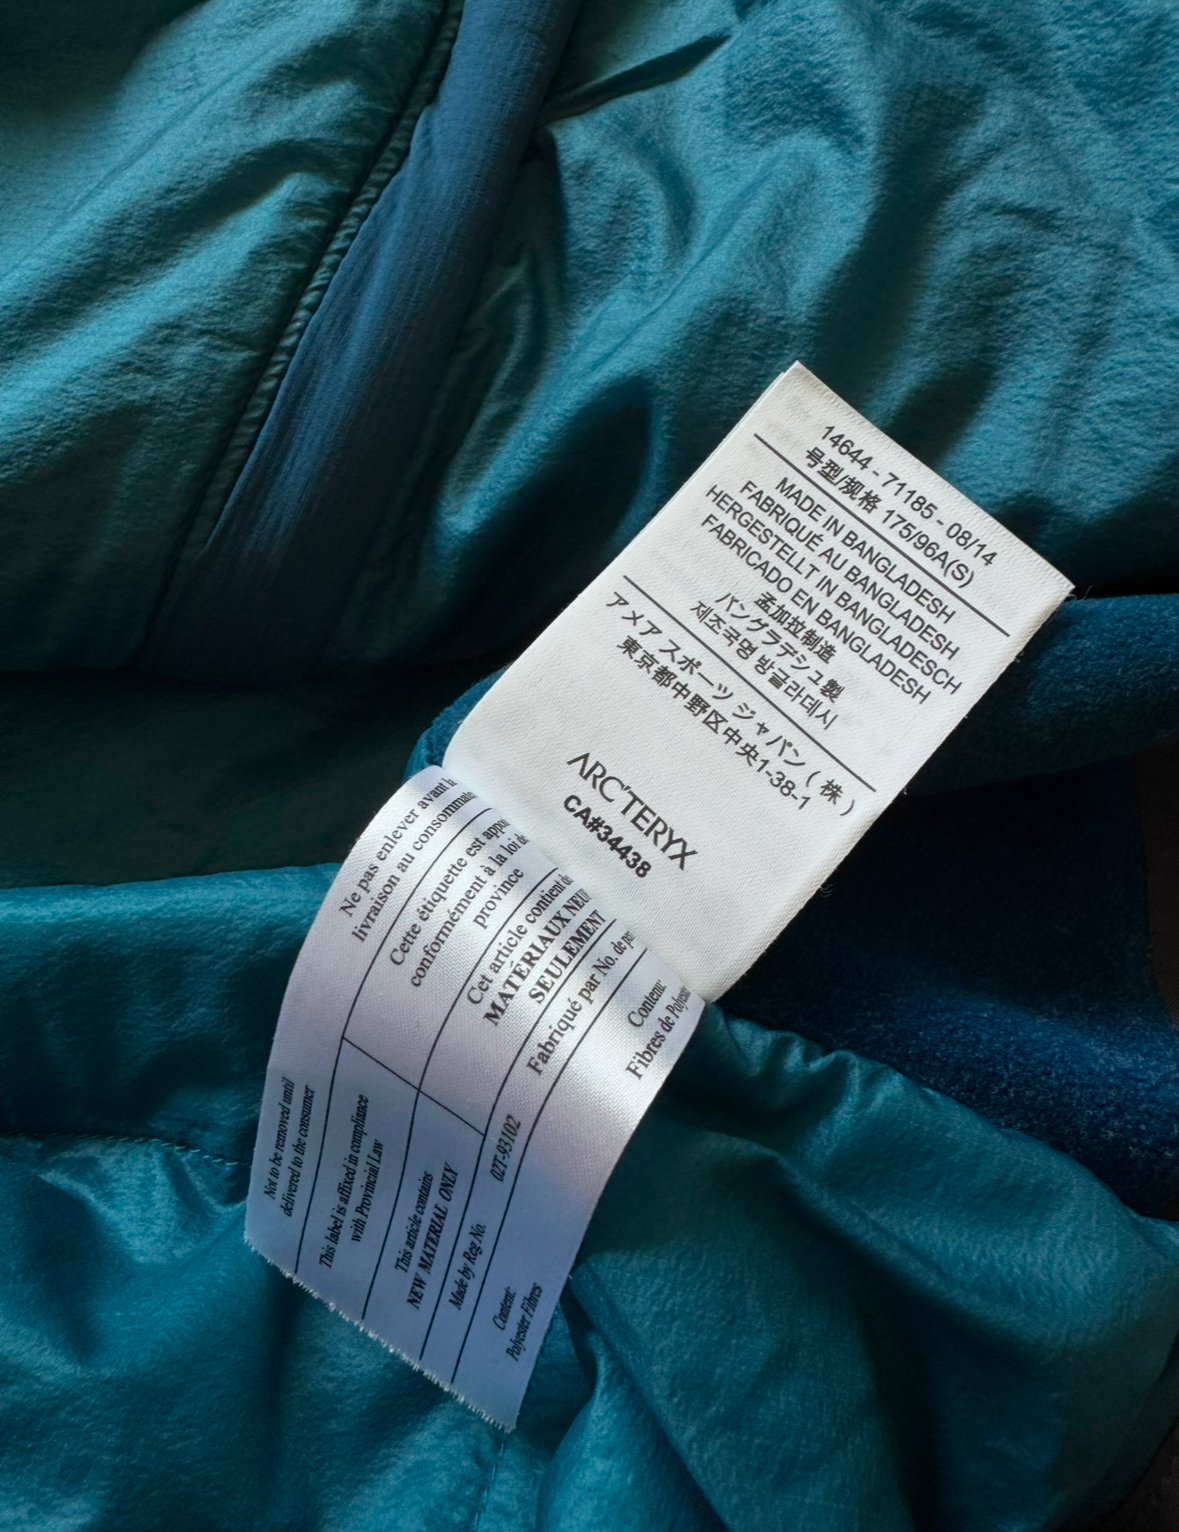 14644 - 71185 - 08/14
号型/规格 175/96A(S)
MADE IN BANGLADESH
FABRIQUÉ AU BANGLADESH
HERGESTELLT IN BANGLADESCH
FABRICADO EN BANGLADESH
孟加拉制造
バングラデシュ製
제조국명 방글라데시
アメア スポーツ ジャパン ( 株 )
東京都中野区中央1-38-1
ARC'TERYX
CA#34438
Ne pas enlever avant la
livraison au
Cette étiquette est
conformément à la loi de
province
Cet article contient
MATÉRIAUX
SEULEMENT
Fabriqué par No. de
Contenu:
Fibres de
Not to be removed until
delivered to the consumer
This label is affixed in compliance
with Provincial Law
This article contains
NEW MATERIAL ONLY
Made by Reg No. 02T-93102
Content:
Polyester Fibres